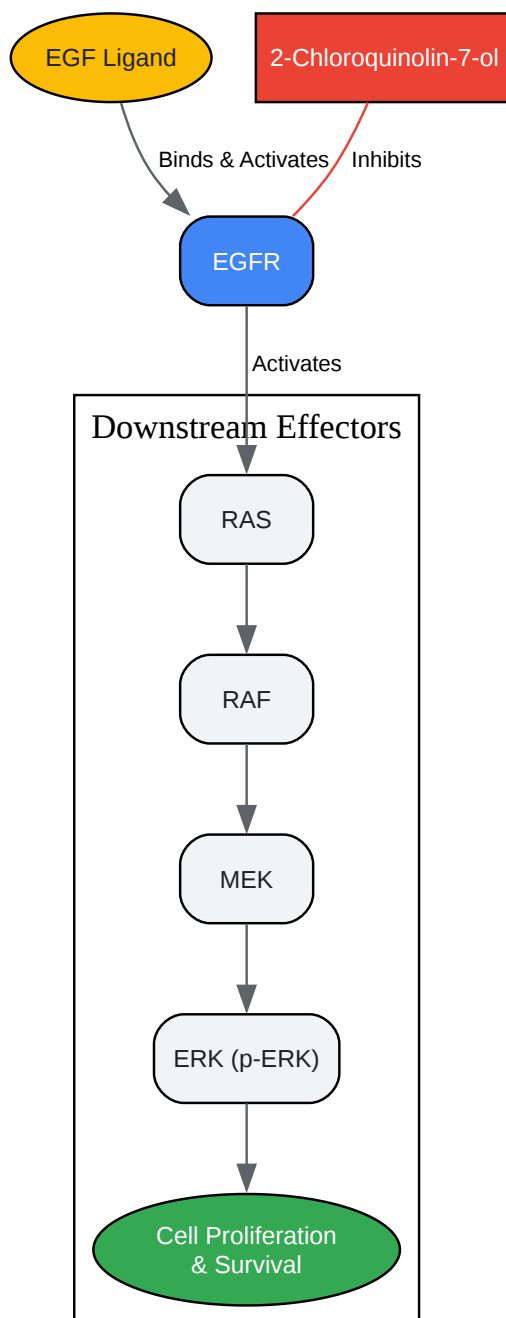 EGF Ligand
2-Chloroquinolin-7-ol
Binds & Activates
Inhibits
EGFR
Activates
Downstream Effectors
RAS
RAF
MEK
ERK (p-ERK)
Cell Proliferation
& Survival